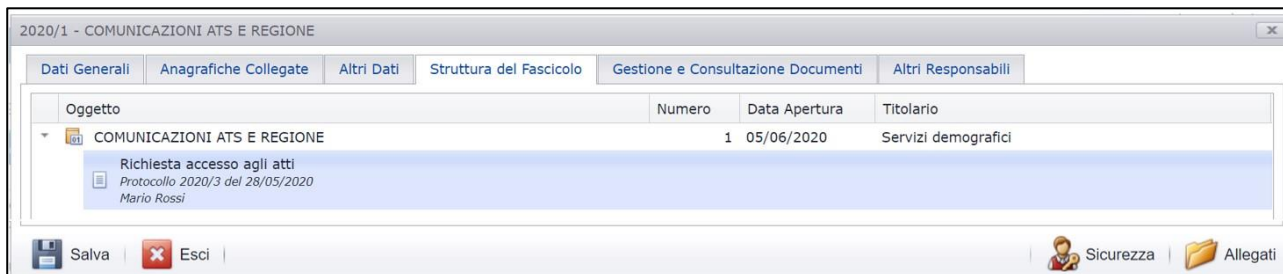 2020/1 - COMUNICAZIONI ATS E REGIONE
Dati Generali Anagrafiche Collegate Altri Dati Struttura del Fascicolo Gestione e Consultazione Documenti Altri Responsabili
Oggetto Numero Data Apertura Titolario
01 COMUNICAZIONI ATS E REGIONE 1 05/06/2020 Servizi demografici
Richiesta accesso agli atti
Protocollo 2020/3 del 28/05/2020
Mario Rossi
Salva Esci Sicurezza Allegati